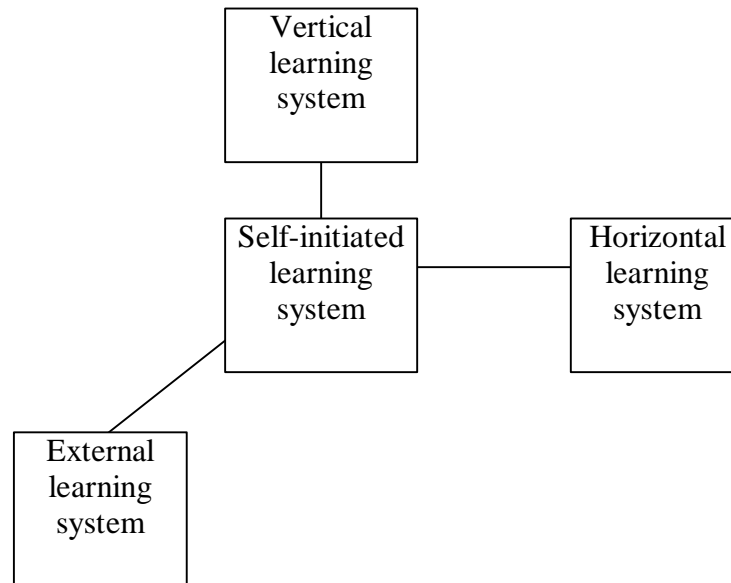 Vertical
learning
system
Self-initiated
learning
system
Horizontal
learning
system
External
learning
system